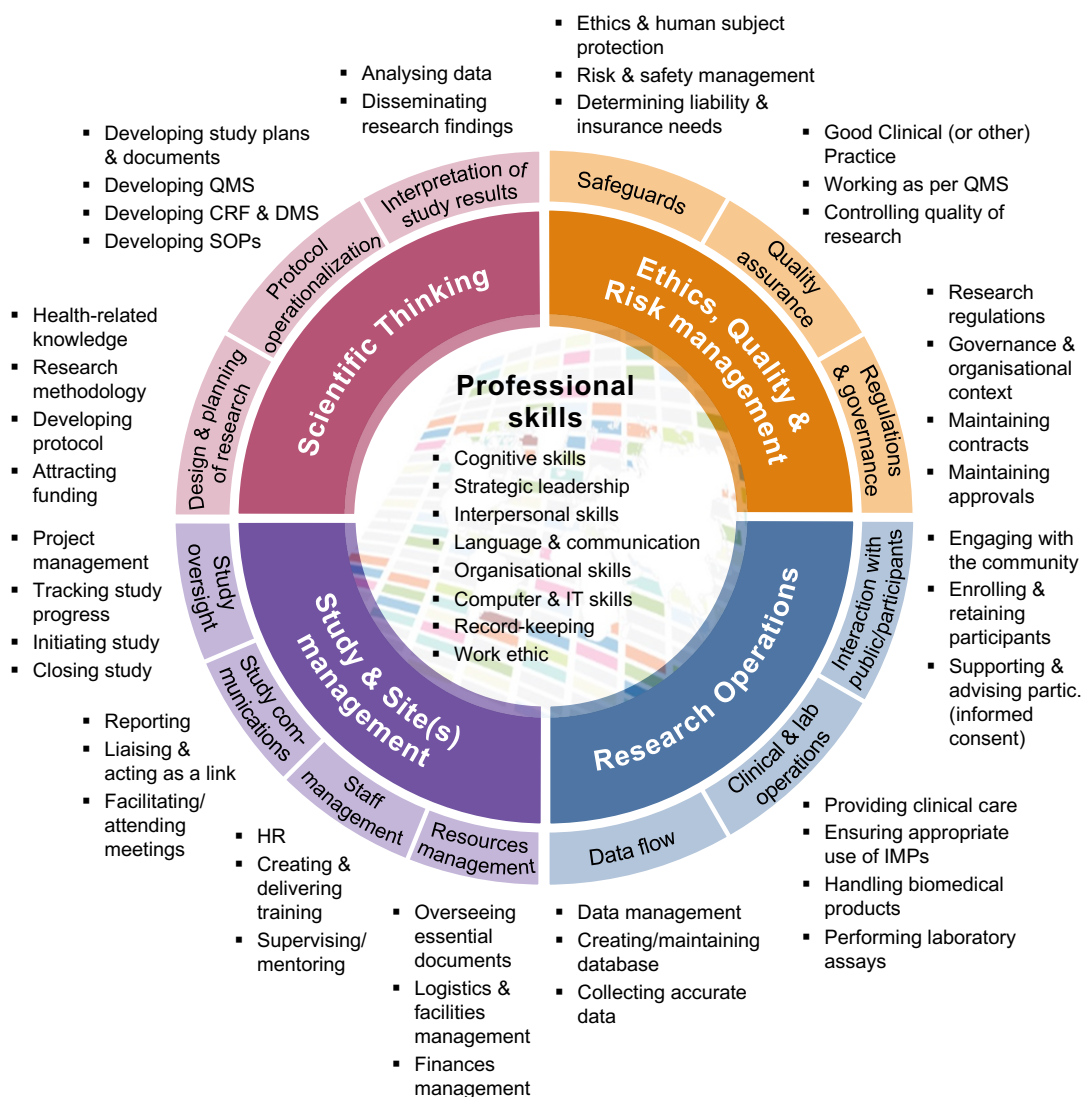 ▪ Ethics & human subject
protection
▪ Risk & safety management
▪ Determining liability &
insurance needs
▪ Analysing data
▪ Disseminating
research findings
▪ Developing study plans
& documents
▪ Developing QMS
▪ Developing CRF & DMS
▪ Developing SOPs
▪ Good Clinical (or other)
Practice
▪ Working as per QMS
▪ Controlling quality of
research
Interpretation of
study results
Safeguards
Protocol
operationalization
Quality
assurance
Design & planning
of research
Regulations
& governance
Scientific Thinking
Ethics, Quality &
Risk management
▪ Health-related
knowledge
▪ Research
methodology
▪ Developing
protocol
▪ Attracting
funding
▪ Research
regulations
▪ Governance &
organisational
context
▪ Maintaining
contracts
▪ Maintaining
approvals
Professional
skills
▪ Cognitive skills
▪ Strategic leadership
▪ Interpersonal skills
▪ Language & communication
▪ Organisational skills
▪ Computer & IT skills
▪ Record-keeping
▪ Work ethic
▪ Project
management
▪ Tracking study
progress
▪ Initiating study
▪ Closing study
Study
oversight
Study & Site(s)
management
Research Operations
Interaction with
public/participants
▪ Engaging with
the community
▪ Enrolling &
retaining
participants
▪ Supporting &
advising partic.
(informed
consent)
Study com-
munications
Staff
management
Resources
management
Data flow
Clinical & lab
operations
▪ Reporting
▪ Liaising &
acting as a link
▪ Facilitating/
attending
meetings
▪ HR
▪ Creating &
delivering
training
▪ Supervising/
mentoring
▪ Overseeing
essential
documents
▪ Logistics &
facilities
management
▪ Finances
management
▪ Data management
▪ Creating/maintaining
database
▪ Collecting accurate
data
▪ Providing clinical care
▪ Ensuring appropriate
use of IMPs
▪ Handling biomedical
products
▪ Performing laboratory
assays